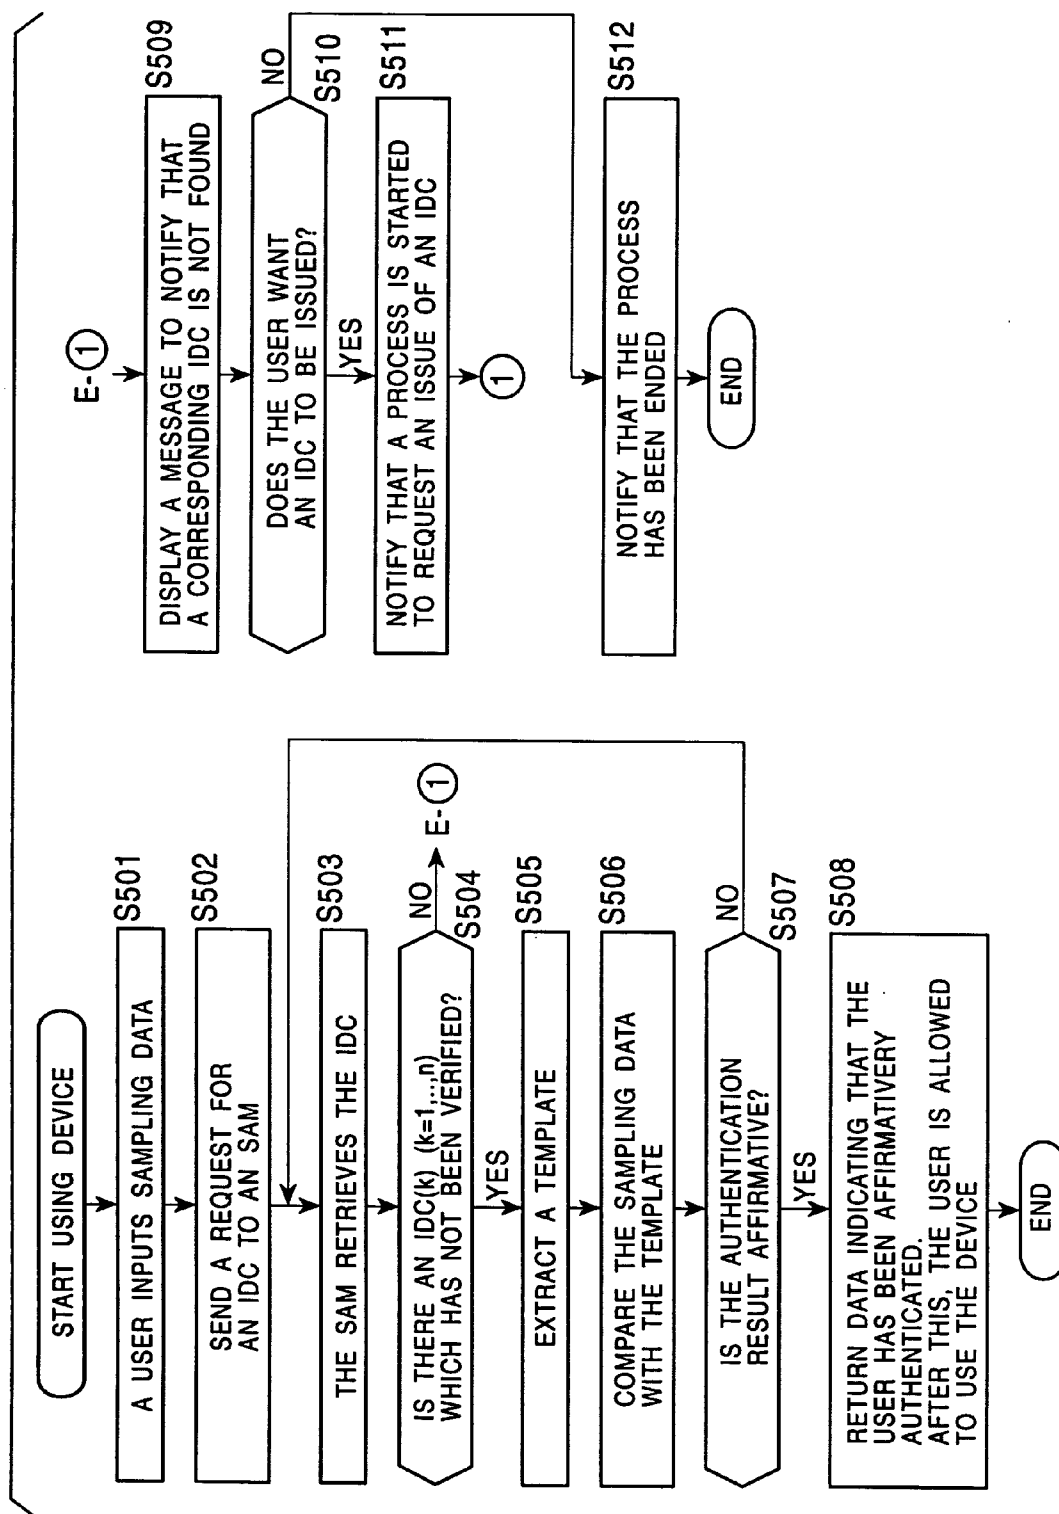 START USING DEVICE
A USER INPUTS SAMPLING DATA
S501
SEND A REQUEST FOR
AN IDC TO AN SAM
S502
THE SAM RETRIEVES THE IDC
S503
IS THERE AN IDC(k) (k=1,...,n)
WHICH HAS NOT BEEN VERIFIED?
NO
E-1
S504
YES
EXTRACT A TEMPLATE
S505
COMPARE THE SAMPLING DATA
WITH THE TEMPLATE
S506
IS THE AUTHENTICATION
RESULT AFFIRMATIVE?
NO
S507
YES
RETURN DATA INDICATING THAT THE
USER HAS BEEN AFFIRMATIVERY
AUTHENTICATED.
AFTER THIS, THE USER IS ALLOWED
TO USE THE DEVICE
S508
END
E-1
DISPLAY A MESSAGE TO NOTIFY THAT
A CORRESPONDING IDC IS NOT FOUND
S509
DOES THE USER WANT
AN IDC TO BE ISSUED?
NO
S510
YES
NOTIFY THAT A PROCESS IS STARTED
TO REQUEST AN ISSUE OF AN IDC
S511
1
NOTIFY THAT THE PROCESS
HAS BEEN ENDED
S512
END